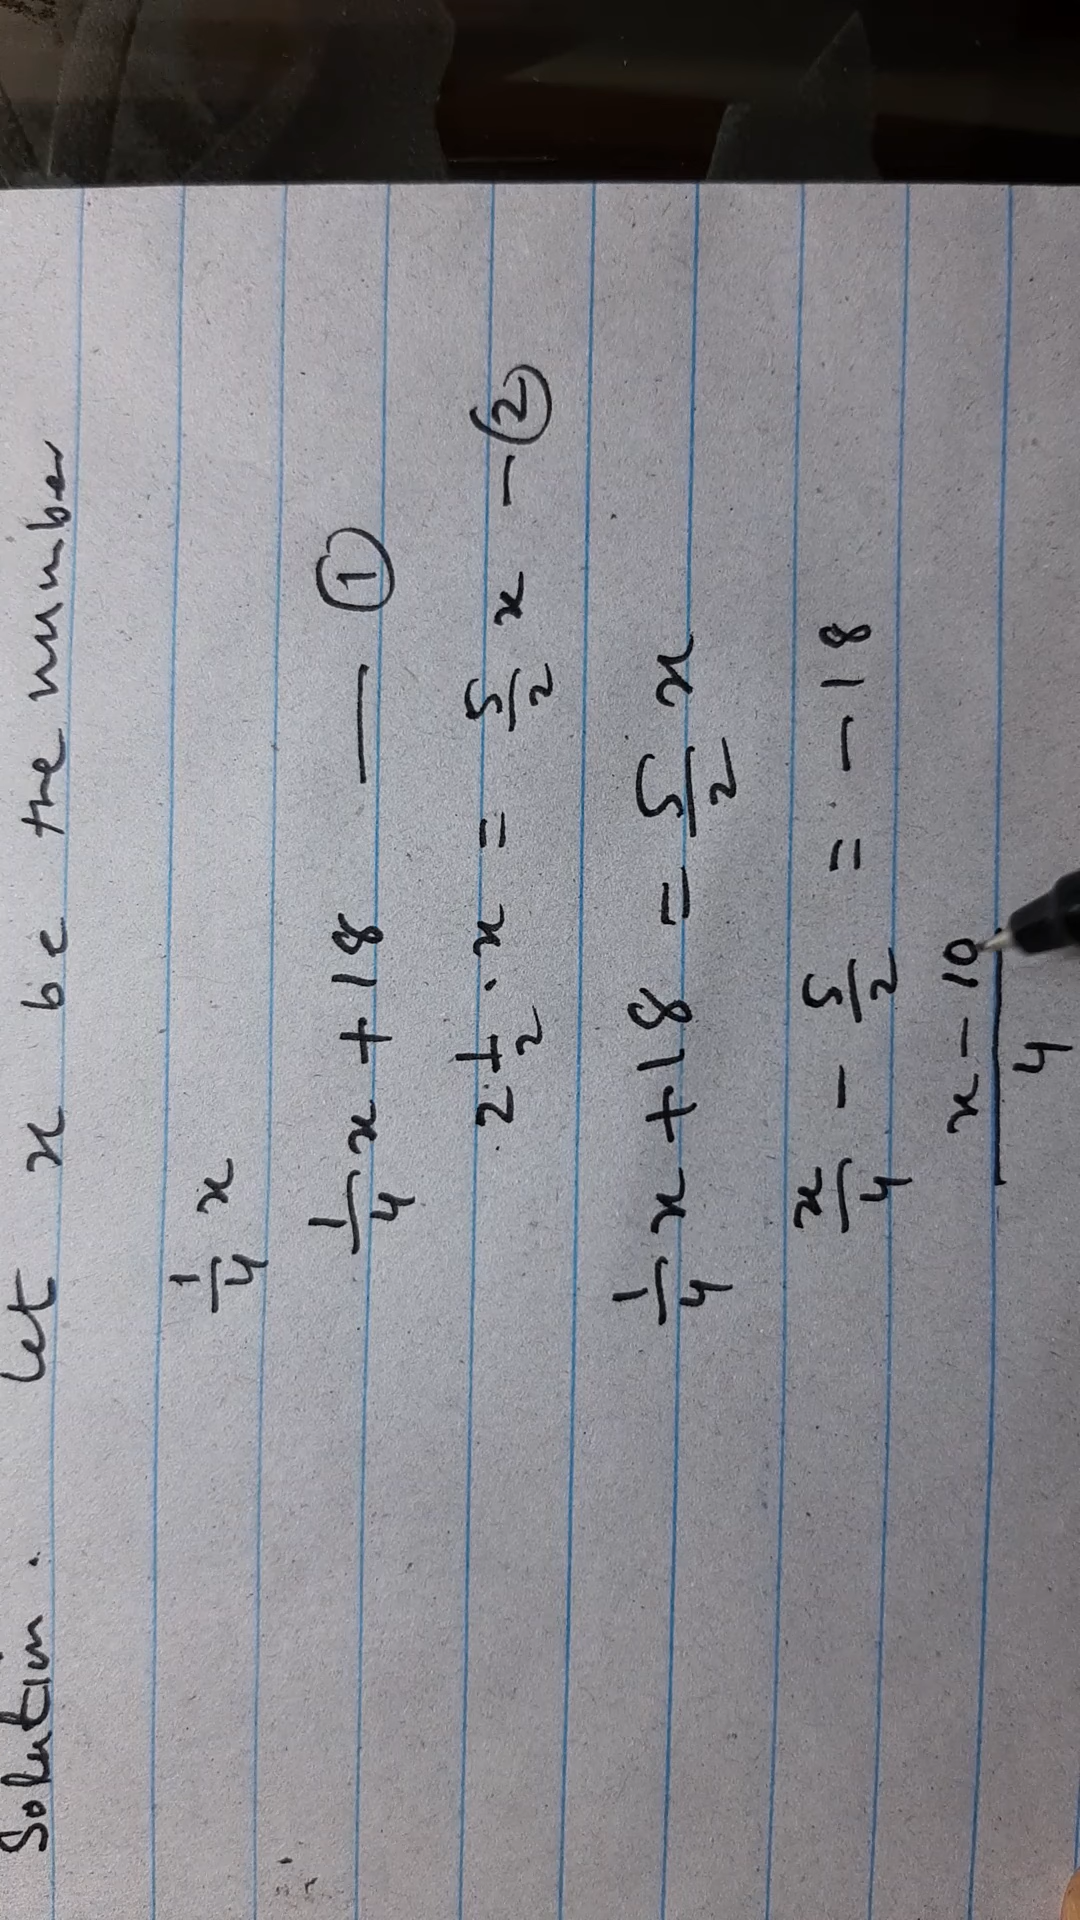 Solution. Let x be the number
1/4 x
1/4 x + 18 — ①
2 1/2 · x = 5/2 x - ②
1/4 x + 18 = 5/2 x
x/4 - 5/2 = - 18
x - 10/4